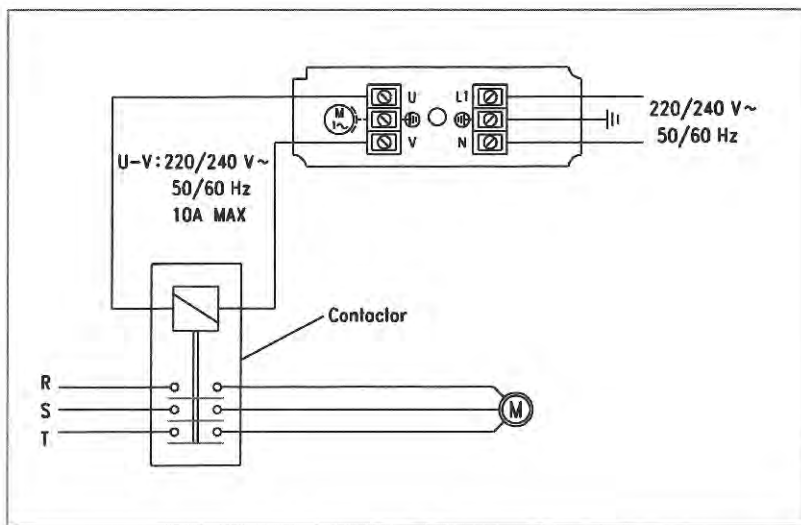 U L1
M
1~
V N
220/240 V~
50/60 Hz
U-V: 220/240 V~
50/60 Hz
10A MAX
Contactor
R
S
T
M